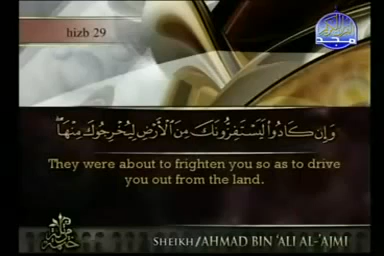 hizb 29
وَإِن كَادُوا۟ لَيَسْتَفِزُّونَكَ مِنَ ٱلْأَرْضِ لِيُخْرِجُوكَ مِنْهَا ۖ
They were about to frighten you so as to drive
you out from the land.
SHEIKH/AHMAD BIN 'ALI AL-'AJMI